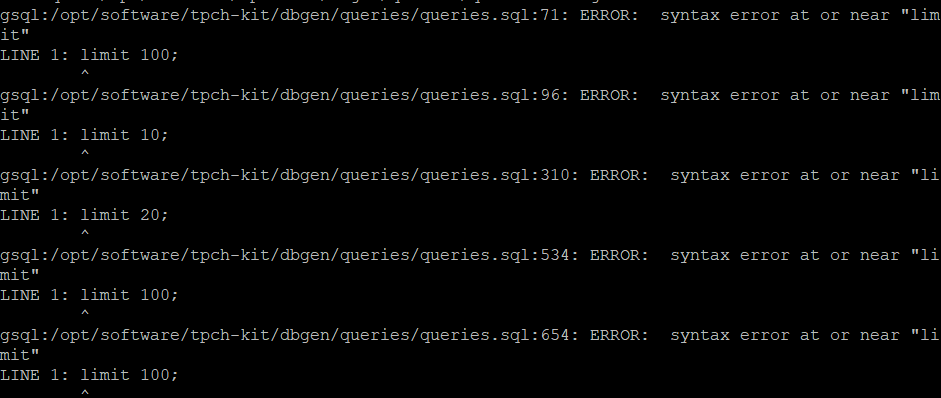 gsql:/opt/software/tpch-kit/dbgen/queries/queries.sql:71: ERROR:  syntax error at or near "lim
it"
LINE 1: limit 100;
        ^
gsql:/opt/software/tpch-kit/dbgen/queries/queries.sql:96: ERROR:  syntax error at or near "lim
it"
LINE 1: limit 10;
        ^
gsql:/opt/software/tpch-kit/dbgen/queries/queries.sql:310: ERROR:  syntax error at or near "li
mit"
LINE 1: limit 20;
        ^
gsql:/opt/software/tpch-kit/dbgen/queries/queries.sql:534: ERROR:  syntax error at or near "li
mit"
LINE 1: limit 100;
        ^
gsql:/opt/software/tpch-kit/dbgen/queries/queries.sql:654: ERROR:  syntax error at or near "li
mit"
LINE 1: limit 100;
        ^